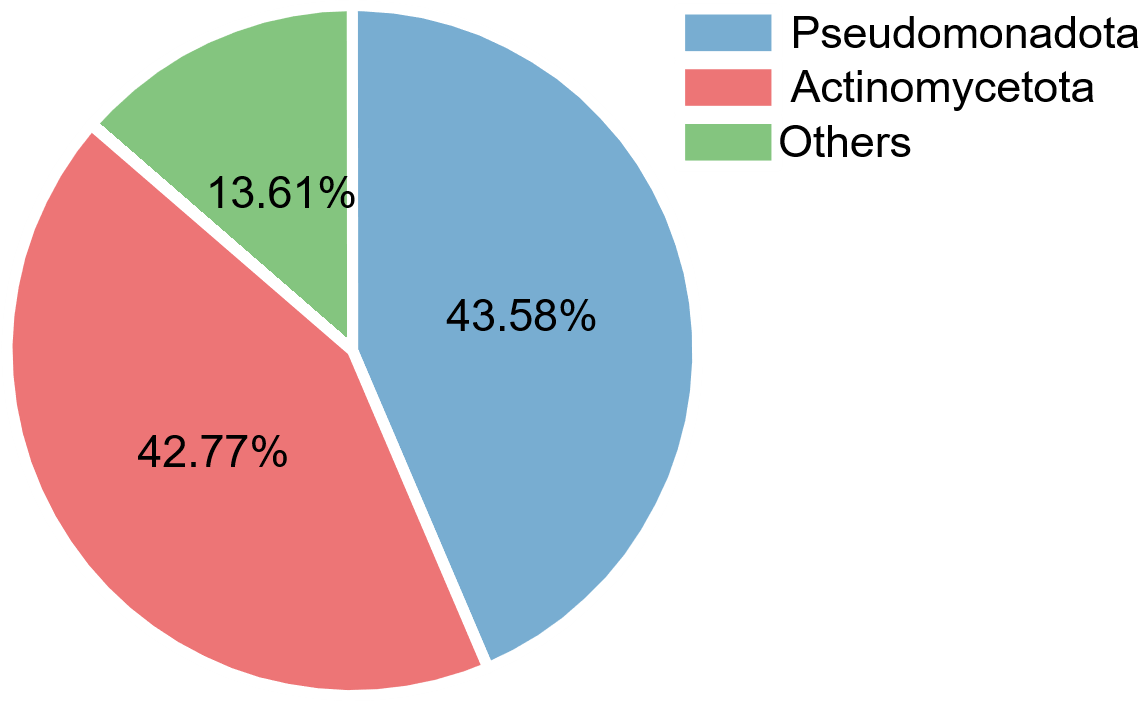 Pseudomonadota
Actinomycetota
Others
13.61%
43.58%
42.77%